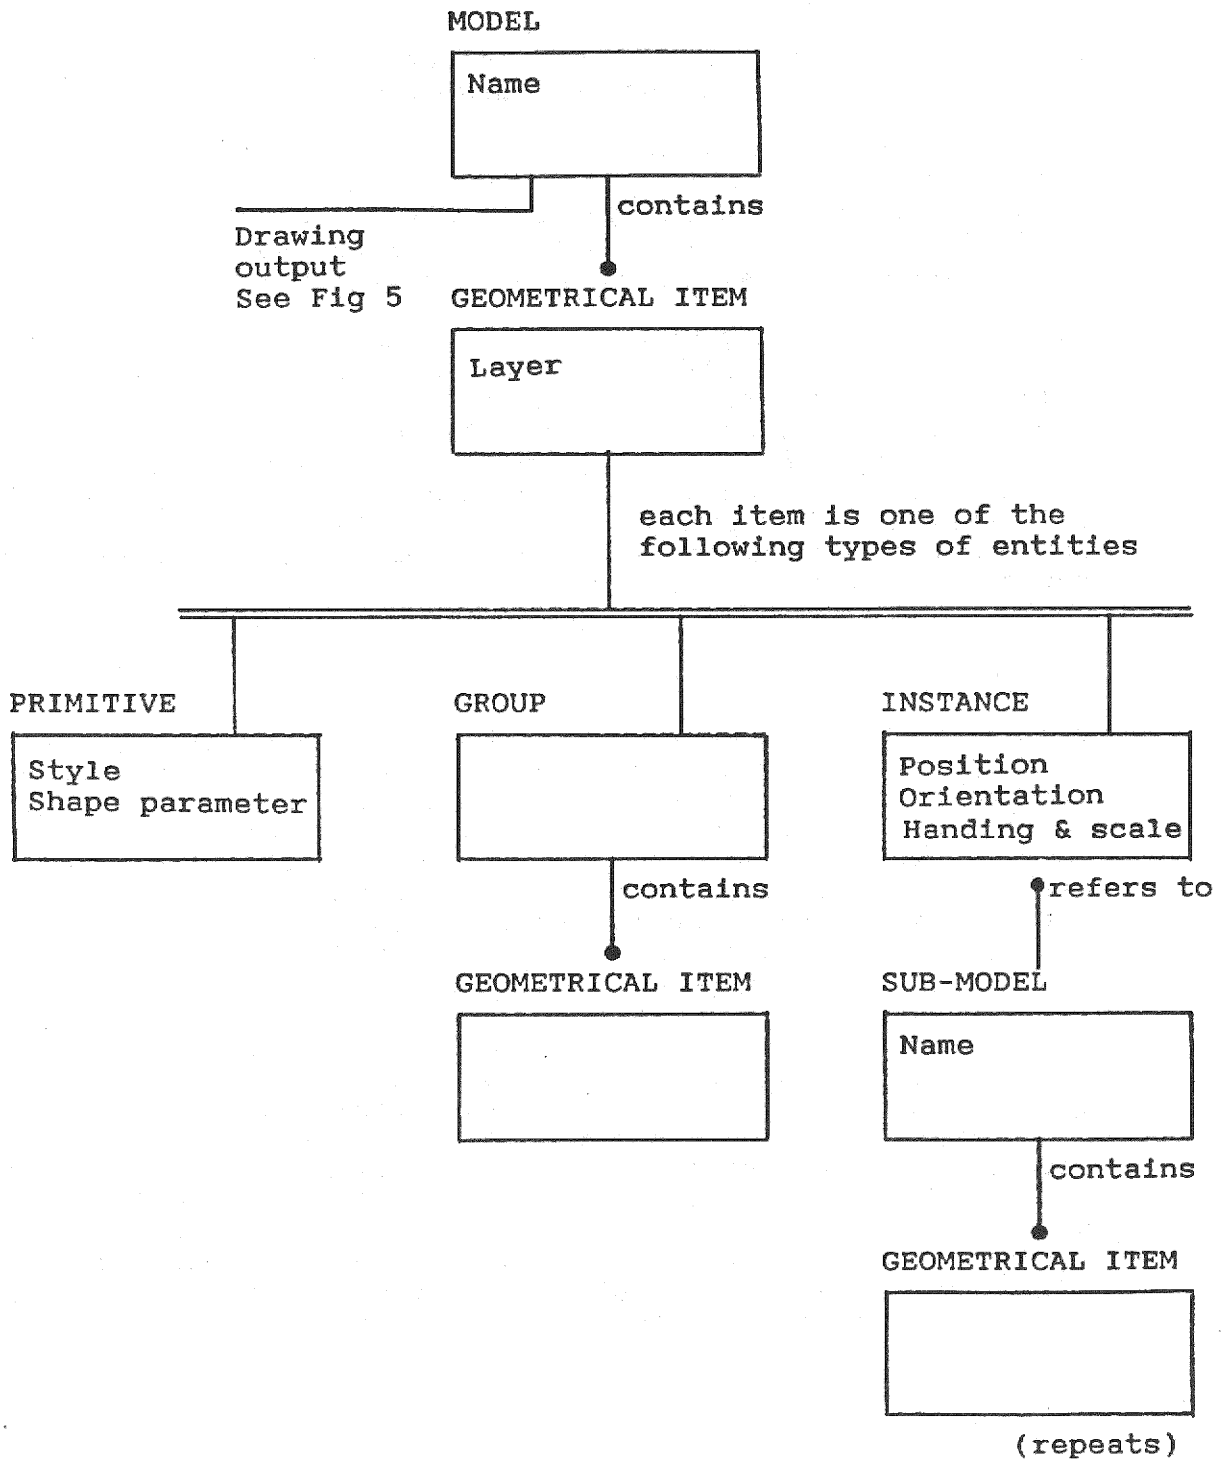 MODEL
Name
contains
Drawing
output
See Fig 5
GEOMETRICAL ITEM
Layer
each item is one of the
following types of entities
PRIMITIVE
Style
Shape parameter
GROUP
contains
GEOMETRICAL ITEM
INSTANCE
Position
Orientation
Handing & scale
refers to
SUB-MODEL
Name
contains
GEOMETRICAL ITEM
(repeats)